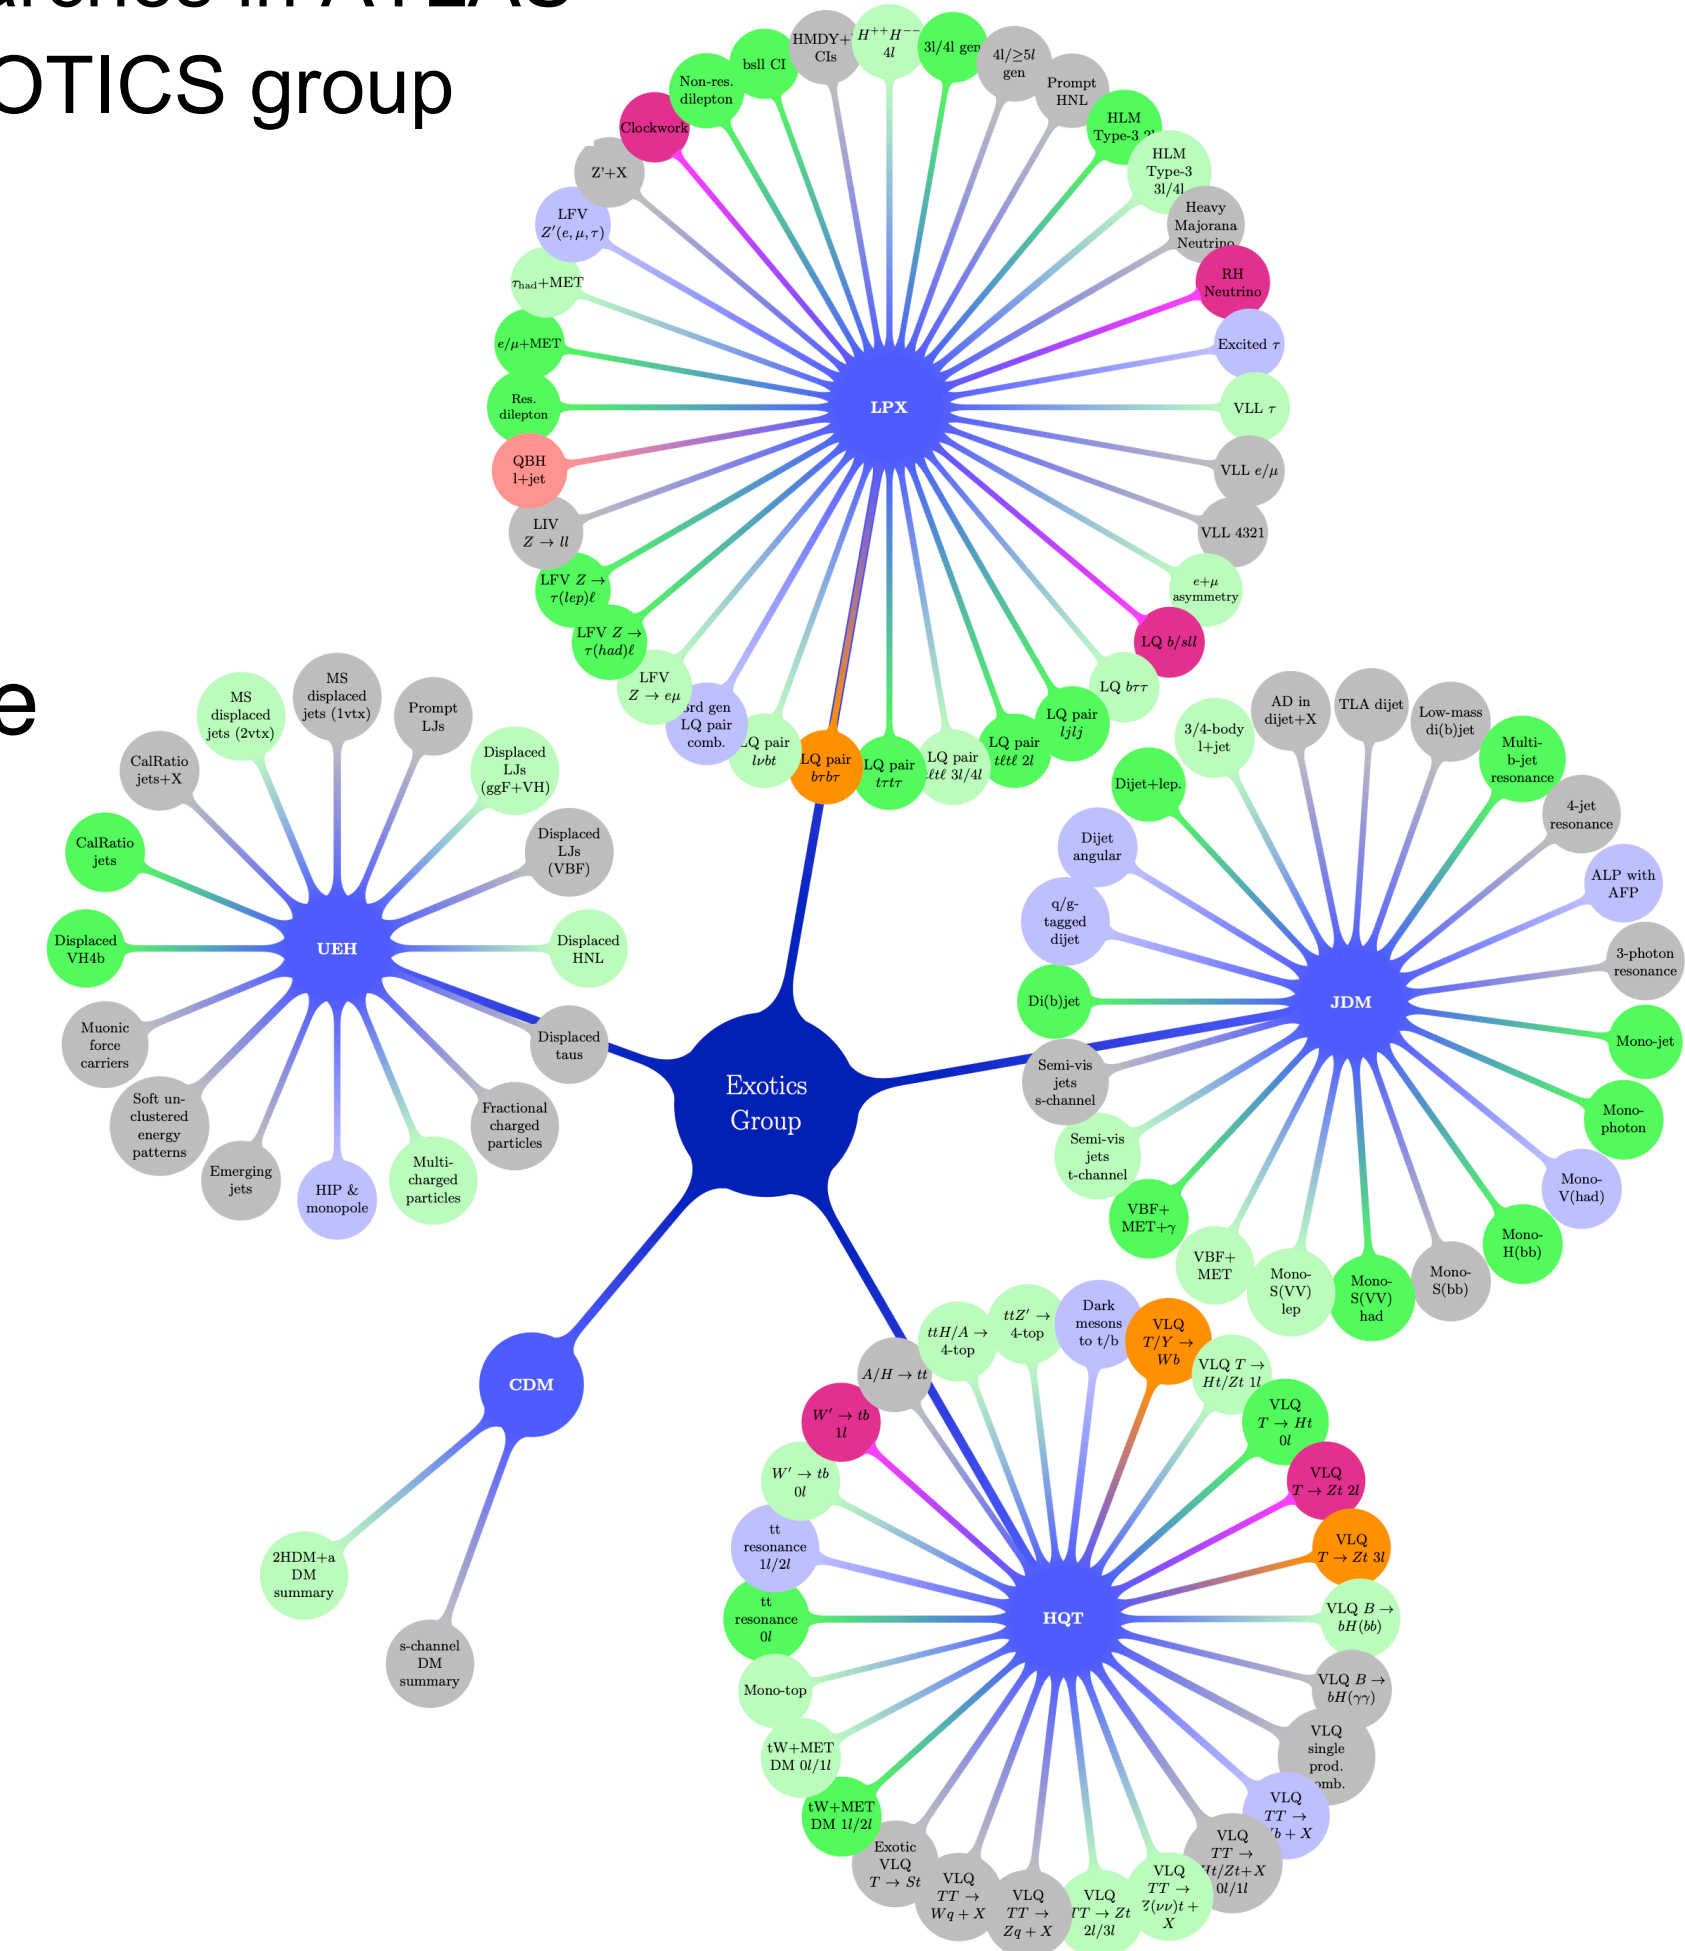 OTICS group
e
HMDY+
CIs
H⁺⁺H⁻⁻
4l
3l/4l gen
4l/≥5l
gen
Prompt
HNL
HLM
Type-3
HLM
Type-3
3l/4l
Heavy
Majorana
Neutrino
RH
Neutrino
Excited τ
VLL τ
VLL e/μ
VLL 4321
e+μ
asymmetry
LQ b/sll
LQ bττ
LQ pair
ljlj
LQ pair
tℓtℓ 2l
LQ pair
tℓtℓ 3l/4l
LQ pair
tτtτ
LQ pair
bτbτ
LQ pair
lνbt
3rd gen
LQ pair
comb.
LFV
Z → eμ
LFV Z →
τ(had)ℓ
LFV Z →
τ(lep)ℓ
LIV
Z → ll
QBH
l+jet
Res.
dilepton
e/μ+MET
τhad+MET
LFV
Z′(e, μ, τ)
Z'+X
Clockwork
Non-res.
dilepton
bsll CI
LPX
MS
displaced
jets (1vtx)
Prompt
LJs
Displaced
LJs
(ggF+VH)
Displaced
LJs
(VBF)
Displaced
HNL
Displaced
taus
Fractional
charged
particles
Multi-
charged
particles
HIP &
monopole
Emerging
jets
Soft un-
clustered
energy
patterns
Muonic
force
carriers
Displaced
VH4b
CalRatio
jets
CalRatio
jets+X
MS
displaced
jets (2vtx)
UEH
Exotics
Group
TLA dijet
Low-mass
di(b)jet
Multi-
b-jet
resonance
4-jet
resonance
ALP with
AFP
3-photon
resonance
Mono-jet
Mono-
photon
Mono-
V(had)
Mono-
H(bb)
Mono-
S(bb)
Mono-
S(VV)
had
Mono-
S(VV)
lep
VBF+
MET
VBF+
MET+γ
Semi-vis
jets
t-channel
Semi-vis
jets
s-channel
Di(b)jet
q/g-
tagged
dijet
Dijet
angular
Dijet+lep.
3/4-body
l+jet
AD in
dijet+X
JDM
CDM
2HDM+a
DM
summary
s-channel
DM
summary
Dark
mesons
to t/b
VLQ
T/Y →
Wb
VLQ T →
Ht/Zt 1l
VLQ
T → Ht
0l
VLQ
T → Zt 2l
VLQ
T → Zt 3l
VLQ B →
bH(bb)
VLQ B →
bH(γγ)
VLQ
single
prod.
VLQ
TT →
b + X
VLQ
TT →
Ht/Zt+X
0l/1l
VLQ
TT →
Z(νν)t +
X
VLQ
TT → Zt
2l/3l
VLQ
TT →
Zq + X
VLQ
TT →
Wq + X
Exotic
VLQ
T → St
tW+MET
DM 1l/2l
tW+MET
DM 0l/1l
Mono-top
tt
resonance
0l
tt
resonance
1l/2l
W′ → tb
0l
W′ → tb
1l
A/H → tt
ttH/A →
4-top
ttZ′ →
4-top
HQT